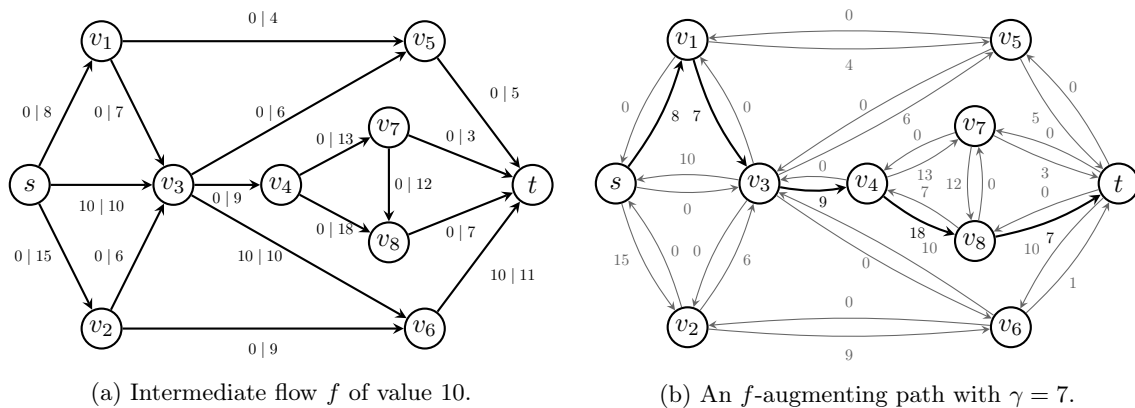 0 | 4
v1
v5
0 | 8
0 | 7
0 | 6
0 | 5
v7
0 | 13
0 | 3
s
v3
v4
t
10 | 10
0 | 9
0 | 12
0 | 15
0 | 6
0 | 18
v8
0 | 7
10 | 10
10 | 11
v2
v6
0 | 9
(a) Intermediate flow f of value 10.
0
v1
v5
4
0
0
8
7
0
0
6
v7
5
0
0
10
0
13
3
s
v3
v4
7
12
0
0
t
0
9
18
10
v8
7
15
0
0
6
0
10
1
v2
0
v6
9
(b) An f-augmenting path with γ = 7.